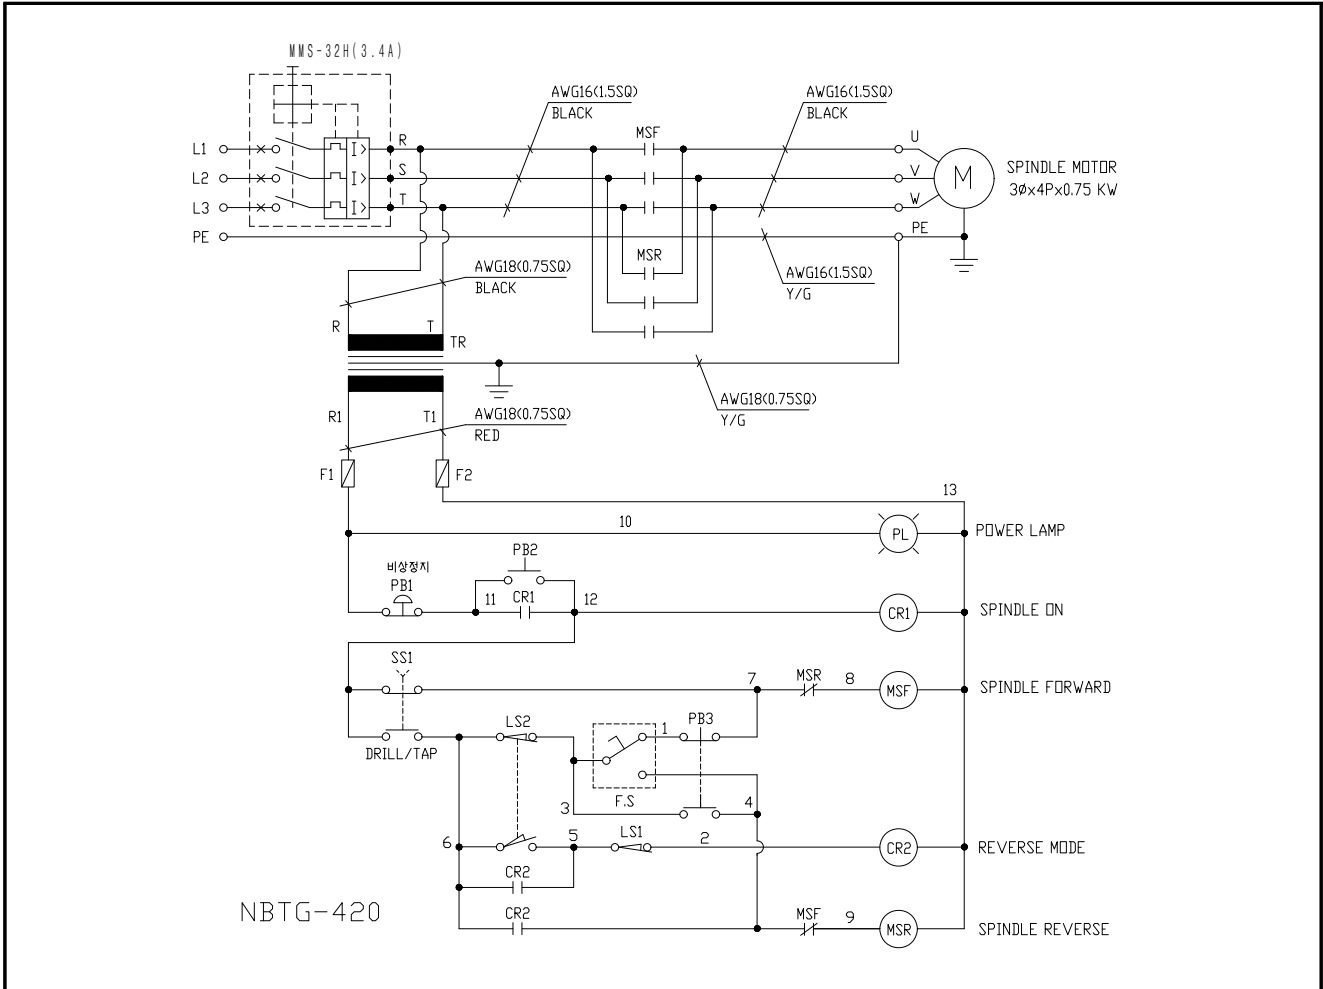 MMS-32H(3.4A)
AWG16(1.5SQ)
BLACK
AWG16(1.5SQ)
BLACK
MSF
L1
R
U
L2
S
V
M
SPINDLE MOTOR
3Øx4Px0.75 KW
L3
T
W
PE
PE
MSR
AWG18(0.75SQ)
BLACK
AWG16(1.5SQ)
Y/G
R
T
TR
AWG18(0.75SQ)
Y/G
R1
T1
AWG18(0.75SQ)
RED
F1
F2
13
10
PL
POWER LAMP
PB2
비상정지
PB1
11
CR1
12
CR1
SPINDLE ON
SS1
7
MSR
8
MSF
SPINDLE FORWARD
DRILL/TAP
LS2
1
PB3
F.S
3
4
6
5
LS1
2
CR2
REVERSE MODE
CR2
CR2
MSF
9
MSR
SPINDLE REVERSE
NBTG-420